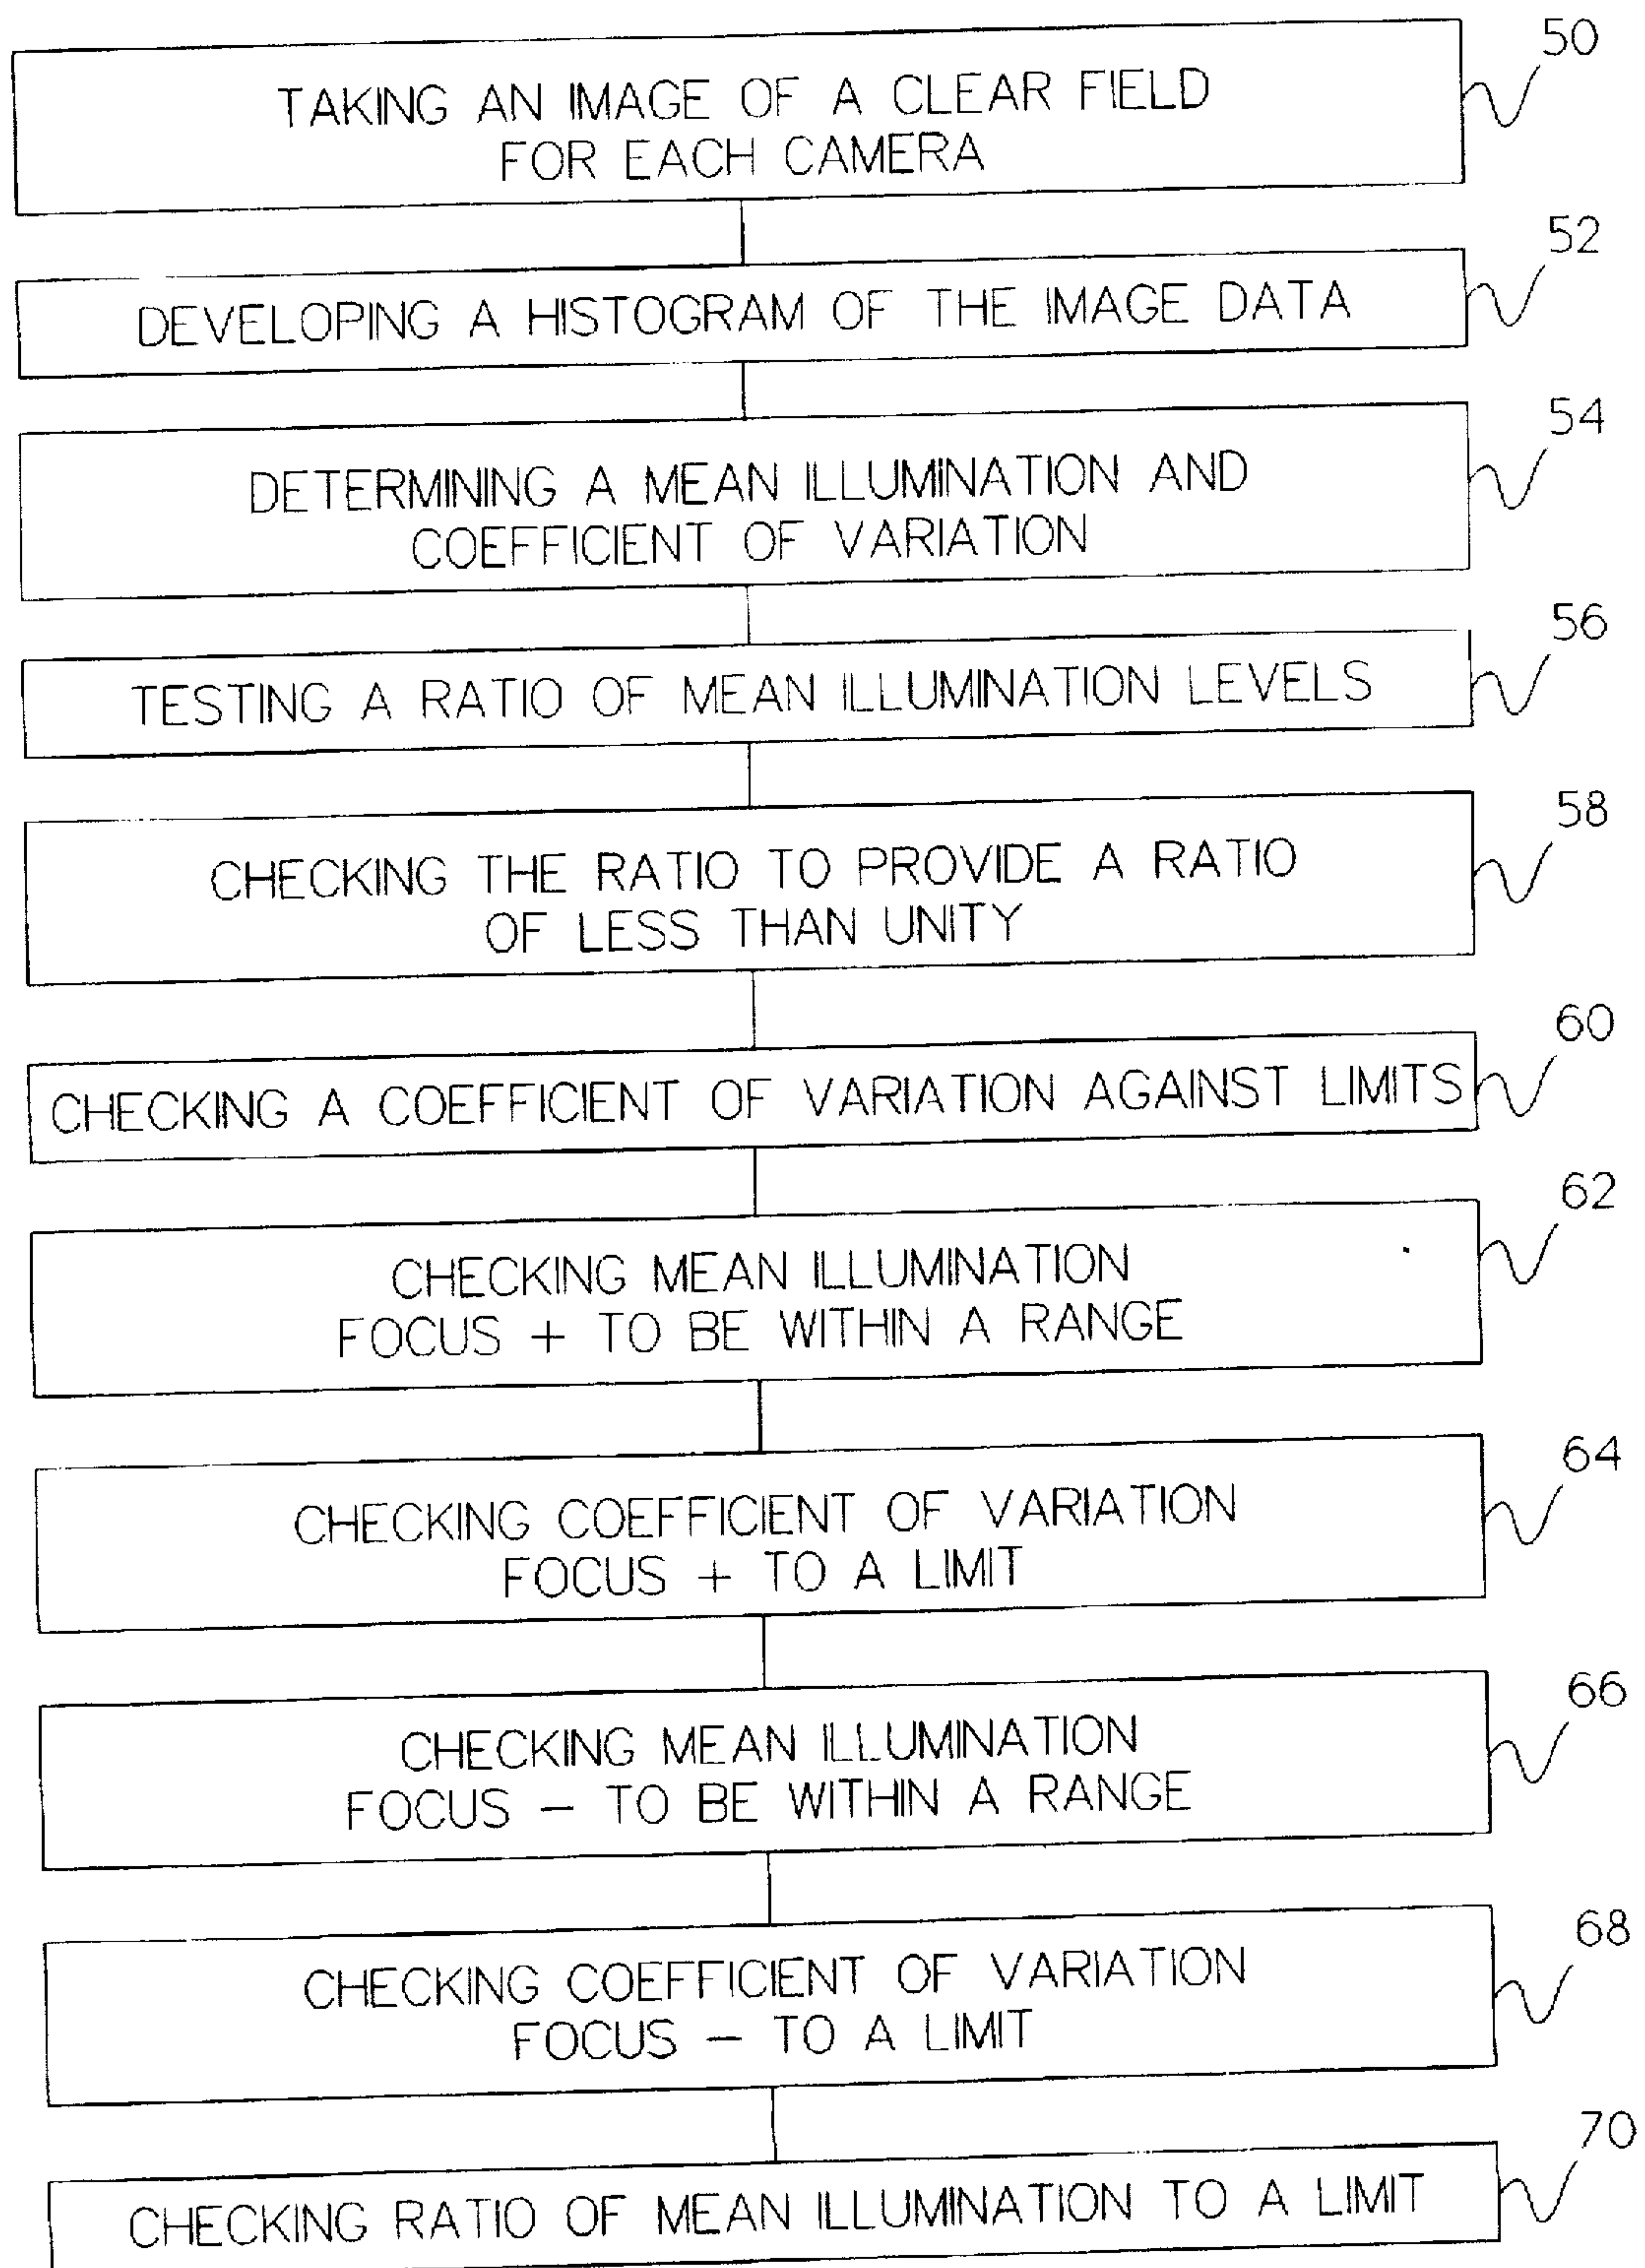 50
TAKING AN IMAGE OF A CLEAR FIELD
FOR EACH CAMERA
52
DEVELOPING A HISTOGRAM OF THE IMAGE DATA
54
DETERMINING A MEAN ILLUMINATION AND
COEFFICIENT OF VARIATION
56
TESTING A RATIO OF MEAN ILLUMINATION LEVELS
58
CHECKING THE RATIO TO PROVIDE A RATIO
OF LESS THAN UNITY
60
CHECKING A COEFFICIENT OF VARIATION AGAINST LIMITS
62
CHECKING MEAN ILLUMINATION
FOCUS + TO BE WITHIN A RANGE
64
CHECKING COEFFICIENT OF VARIATION
FOCUS + TO A LIMIT
66
CHECKING MEAN ILLUMINATION
FOCUS – TO BE WITHIN A RANGE
68
CHECKING COEFFICIENT OF VARIATION
FOCUS – TO A LIMIT
70
CHECKING RATIO OF MEAN ILLUMINATION TO A LIMIT